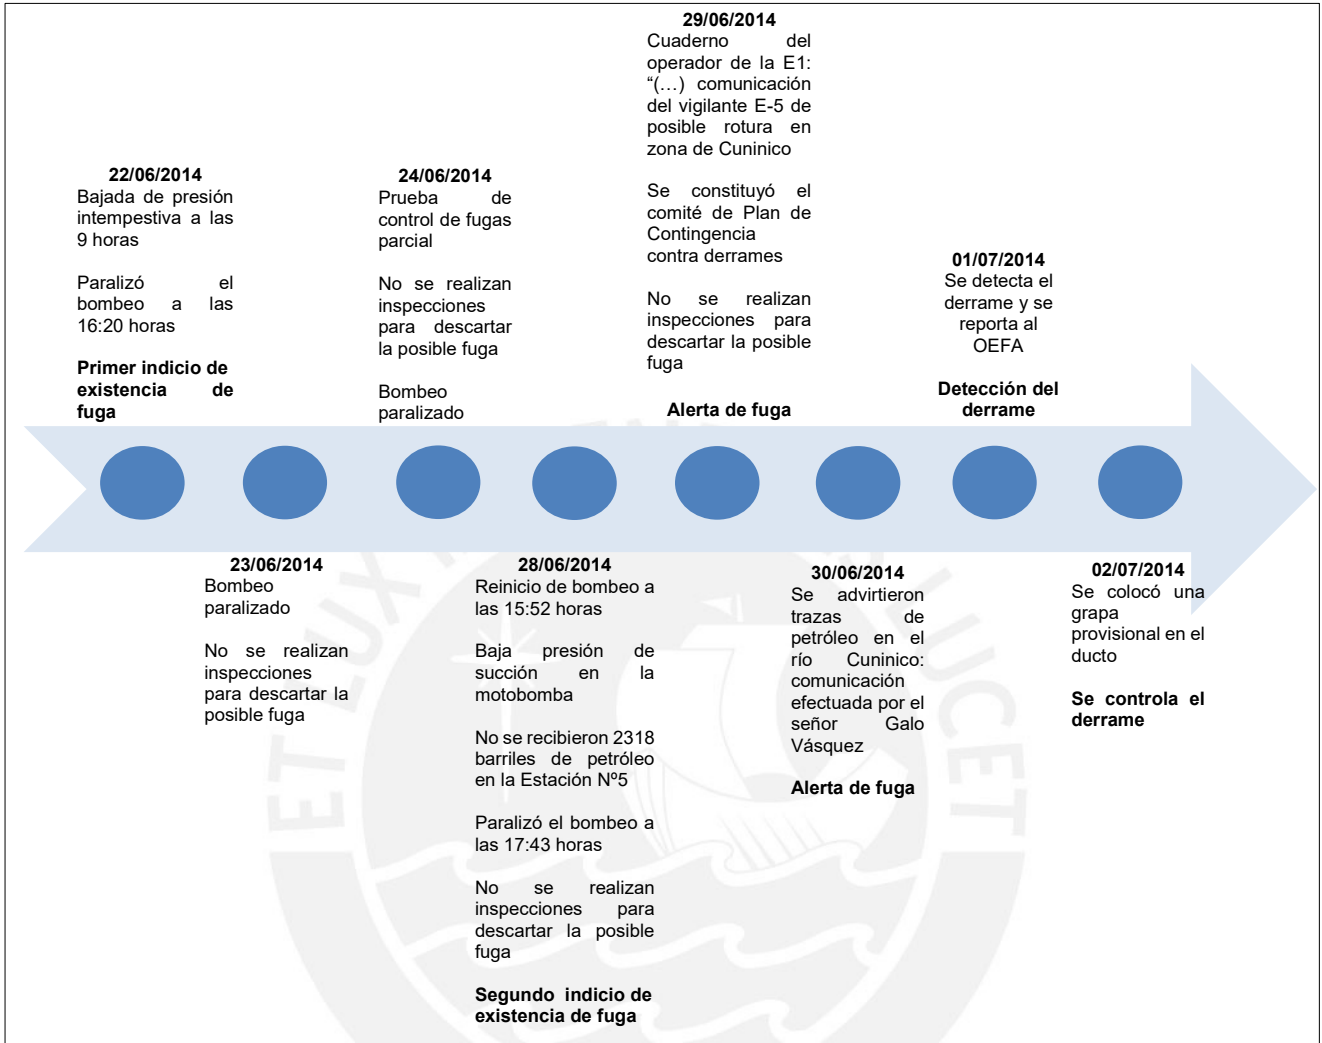 22/06/2014
Bajada de presión
intempestiva a las
9 horas
Paralizó el
bombeo a las
16:20 horas
Primer indicio de
existencia de
fuga
23/06/2014
Bombeo
paralizado
No se realizan
inspecciones
para descartar la
posible fuga
24/06/2014
Prueba de
control de fugas
parcial
No se realizan
inspecciones
para descartar
la posible fuga
Bombeo
paralizado
28/06/2014
Reinicio de bombeo a
las 15:52 horas
Baja presión de
succión en la
motobomba
No se recibieron 2318
barriles de petróleo
en la Estación Nº5
Paralizó el bombeo a
las 17:43 horas
No se realizan
inspecciones para
descartar la posible
fuga
Segundo indicio de
existencia de fuga
29/06/2014
Cuaderno del
operador de la E1:
“(…) comunicación
del vigilante E-5 de
posible rotura en
zona de Cuninico
Se constituyó el
comité de Plan de
Contingencia
contra derrames
No se realizan
inspecciones para
descartar la posible
fuga
Alerta de fuga
30/06/2014
Se advirtieron
trazas de
petróleo en el
río Cuninico:
comunicación
efectuada por el
señor Galo
Vásquez
Alerta de fuga
01/07/2014
Se detecta el
derrame y se
reporta al
OEFA
Detección del
derrame
02/07/2014
Se colocó una
grapa
provisional en el
ducto
Se controla el
derrame
ET LUX IN
LUCET